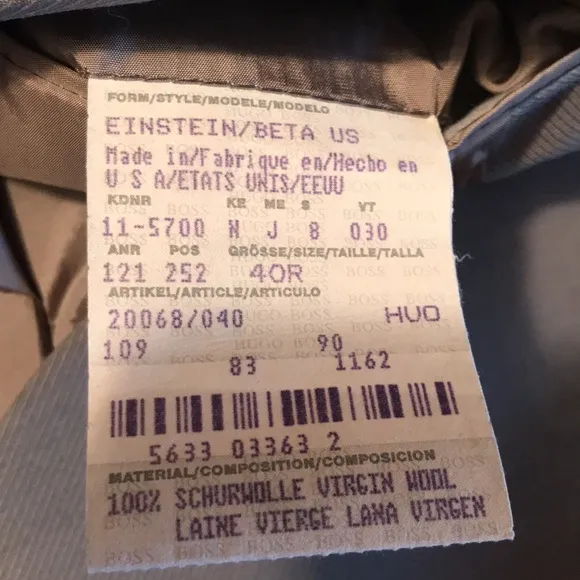 FORM/STYLE/MODELE/MODELO
EINSTEIN/BETA US
Made in/Fabrique en/Hecho en
U S A/ETATS UNIS/EEUU
KDNR KE ME S VT
11-5700 N J 8 030
ANR POS GRÖSSE/SIZE/TAILLE/TALLA
121 252 40R
ARTIKEL/ARTICLE/ARTICULO
20068/040 HUO
109 90
83 1162
5633 03363 2
MATERIAL/COMPOSITION/COMPOSICION
100% SCHURWOLLE VIRGIN WOOL
LAINE VIERGE LANA VIRGEN